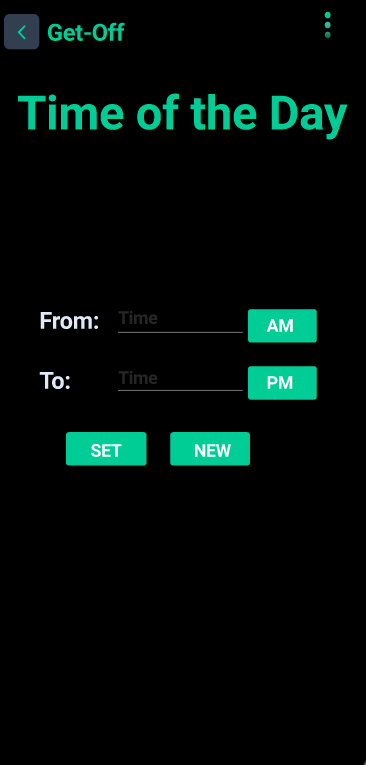 Get-Off
Time of the Day
From: Time AM
To: Time PM
SET NEW